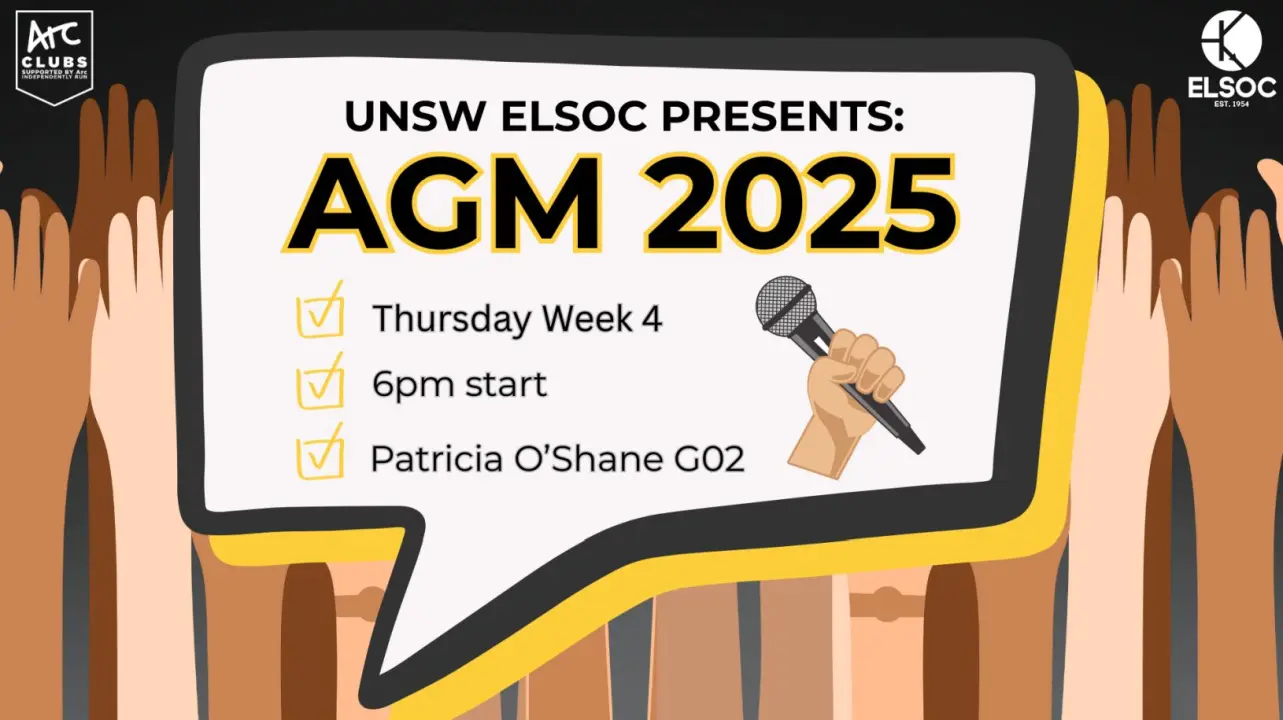 Arc
CLUBS
SUPPORTED BY Arc
INDEPENDENTLY RUN
ELSOC
EST. 1954
UNSW ELSOC PRESENTS:
AGM 2025
Thursday Week 4
6pm start
Patricia O’Shane G02